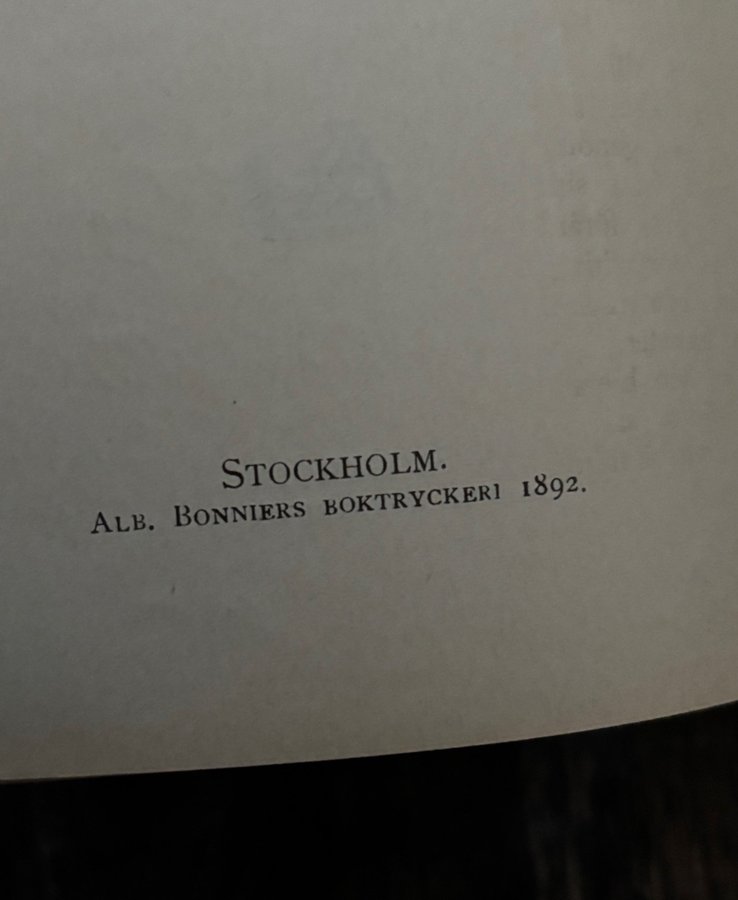 STOCKHOLM.
ALB. BONNIERS BOKTRYCKERI 1892.